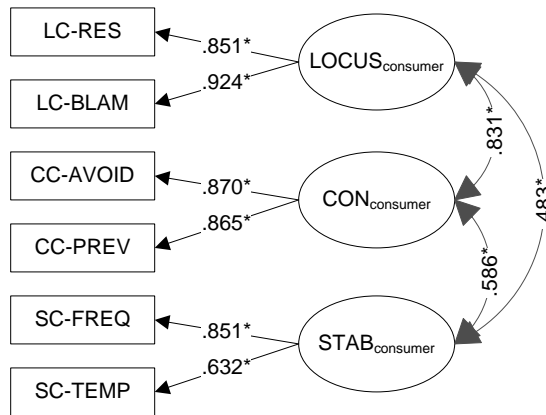 LC-RES
.851*
LOCUSconsumer
LC-BLAM
.924*
.831*
CC-AVOID
.870*
CONconsumer
.483*
CC-PREV
.865*
.586*
SC-FREQ
.851*
STABconsumer
SC-TEMP
.632*